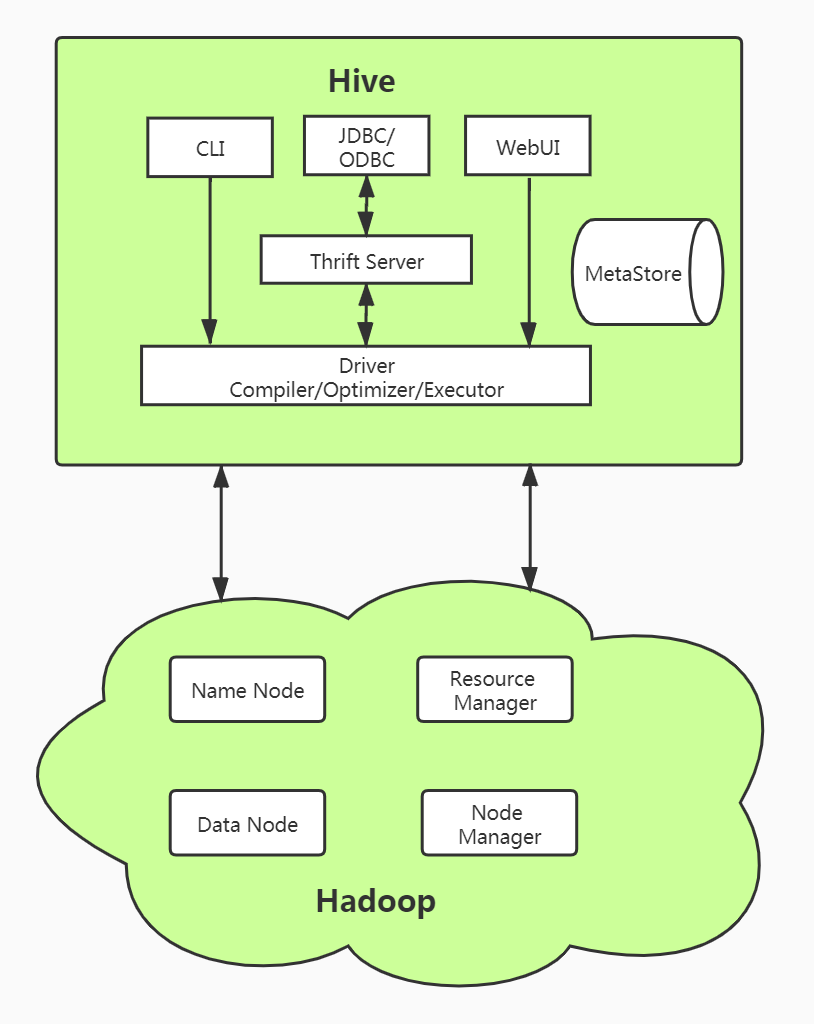 Hive
CLI
JDBC/
ODBC
WebUI
Thrift Server
MetaStore
Driver
Compiler/Optimizer/Executor
Name Node
Resource
Manager
Data Node
Node
Manager
Hadoop